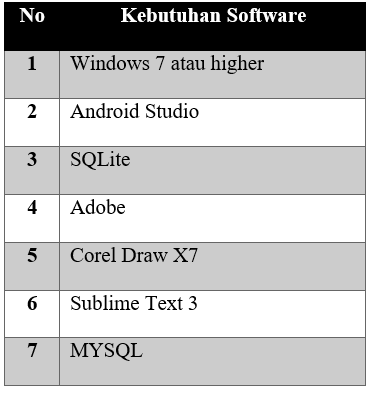 No Kebutuhan Software
1 Windows 7 atau higher
2 Android Studio
3 SQLite
4 Adobe
5 Corel Draw X7
6 Sublime Text 3
7 MYSQL